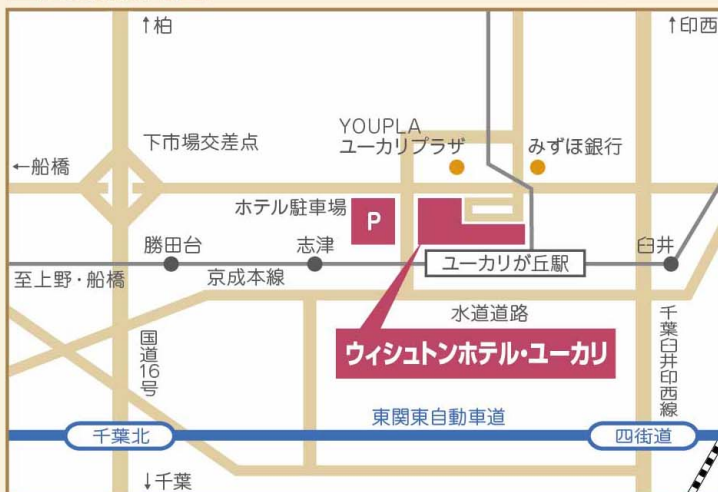 ↑柏
↑印西
YOUPLA
ユーカリプラザ
みずほ銀行
下市場交差点
←船橋
ホテル駐車場
P
勝田台
志津
ユーカリが丘駅
臼井
至上野・船橋
京成本線
水道道路
ウィシュトンホテル・ユーカリ
国道16号
千葉臼井印西線
東関東自動車道
千葉北
四街道
↓千葉